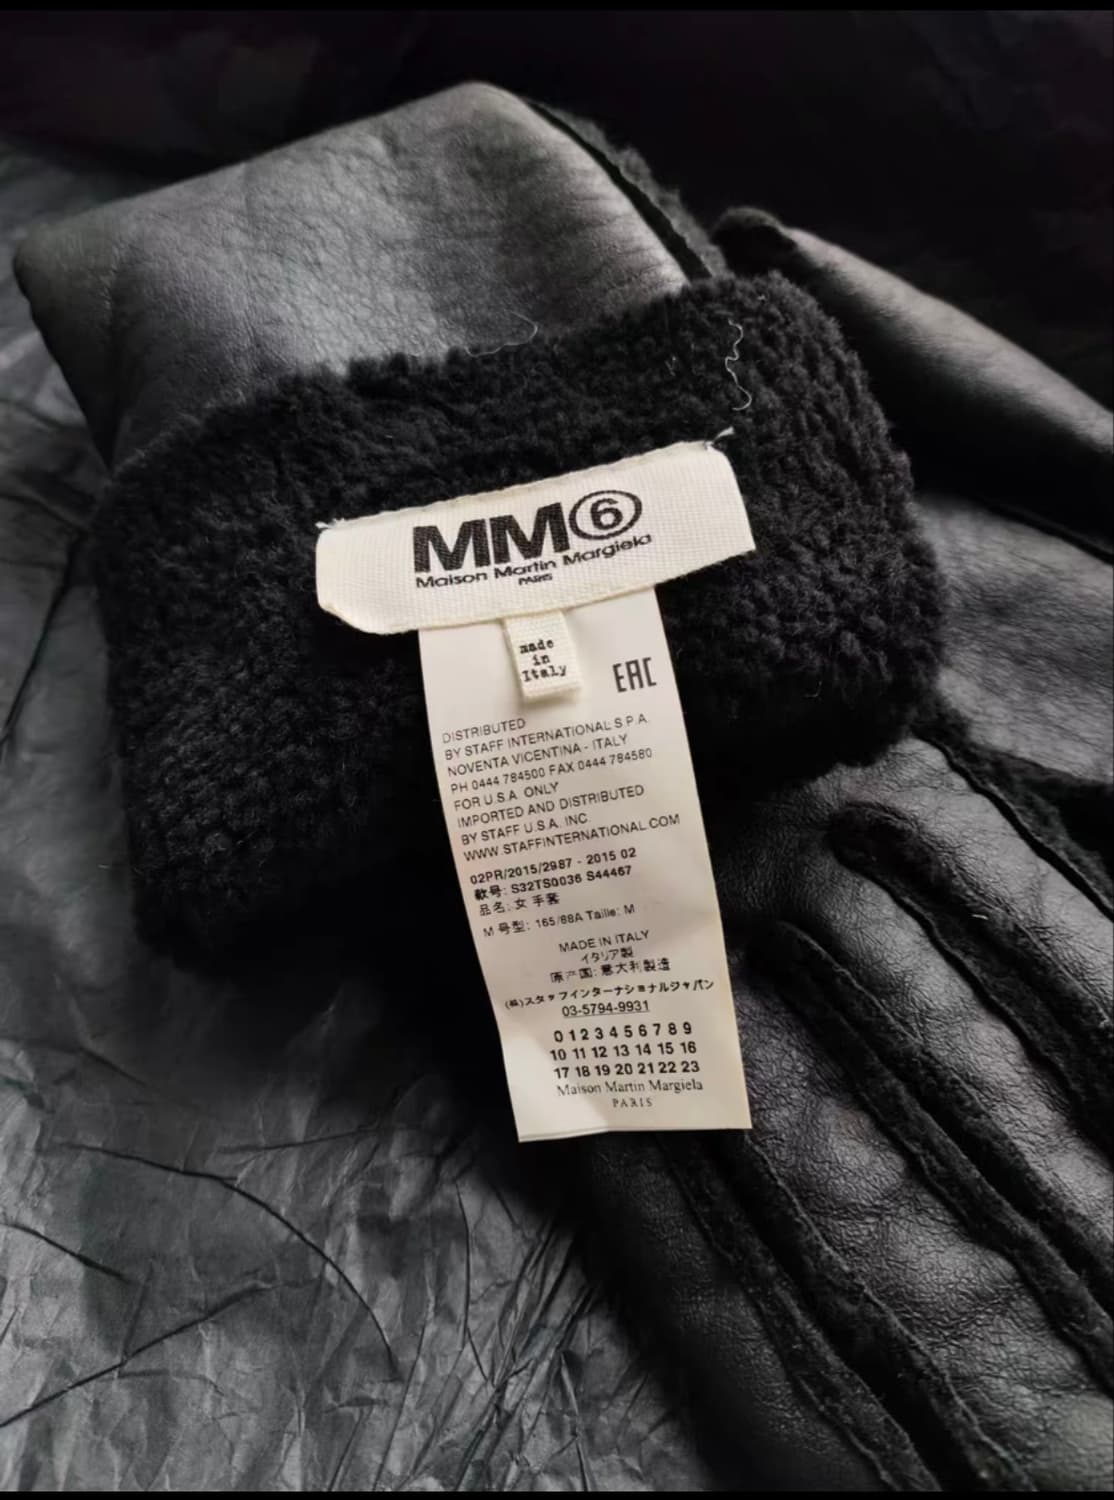 MM⑥
Maison Martin Margiela
PARIS
made
in
Italy
EAC
DISTRIBUTED
BY STAFF INTERNATIONAL S.P.A.
NOVENTA VICENTINA - ITALY
PH 0444 784500 FAX 0444 784580
FOR U.S.A. ONLY
IMPORTED AND DISTRIBUTED
BY STAFF U.S.A. INC.
WWW.STAFFINTERNATIONAL.COM
02PR/2015/2987 - 2015 02
款号: S32TS0036 S44467
品名: 女 手套
M 号型: 165/88A Taille: M
MADE IN ITALY
イタリア製
原产国: 意大利製造
(株)スタッフインターナショナルジャパン
03-5794-9931
0 1 2 3 4 5 6 7 8 9
10 11 12 13 14 15 16
17 18 19 20 21 22 23
Maison Martin Margiela
PARIS